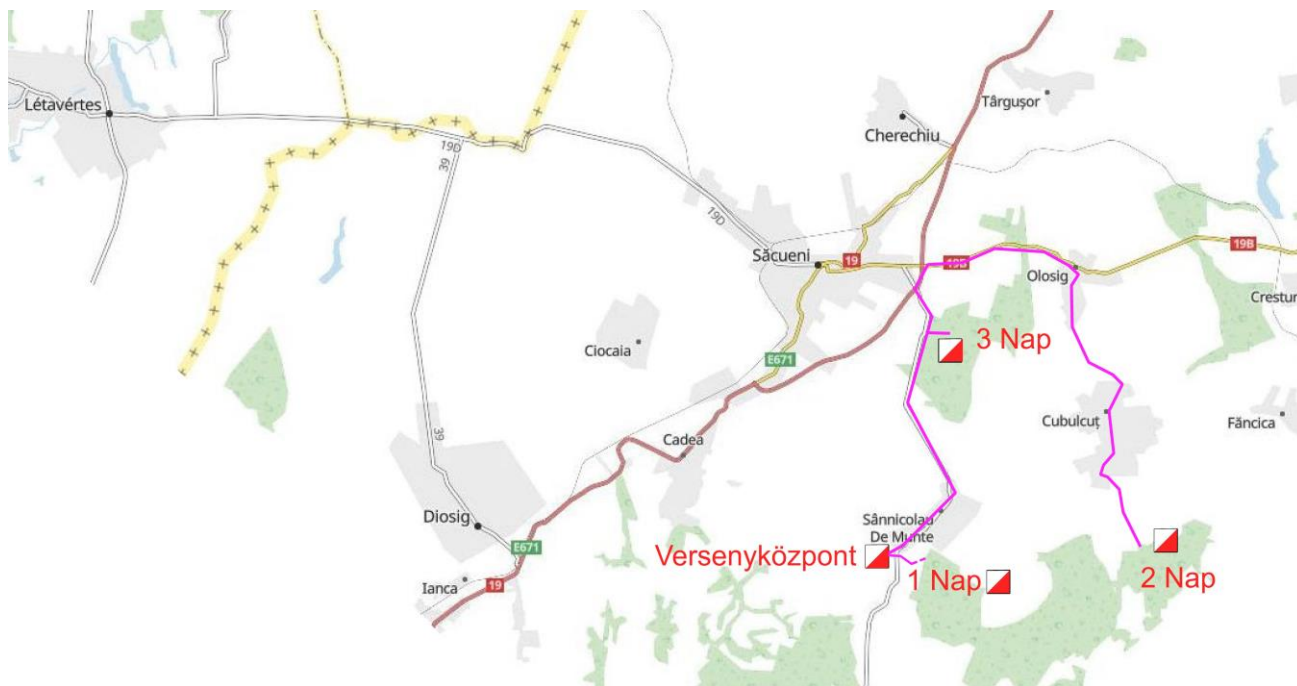 Létavértes
19D
39
19D
Târgușor
Cherechiu
Săcueni
19
19B
19B
Olosig
Crestur
Ciocaia
E671
3 Nap
39
Cadea
Cubulcuț
Făncica
Diosig
Sânnicolau
De Munte
E671
Versenyközpont
1 Nap
2 Nap
Ianca
19